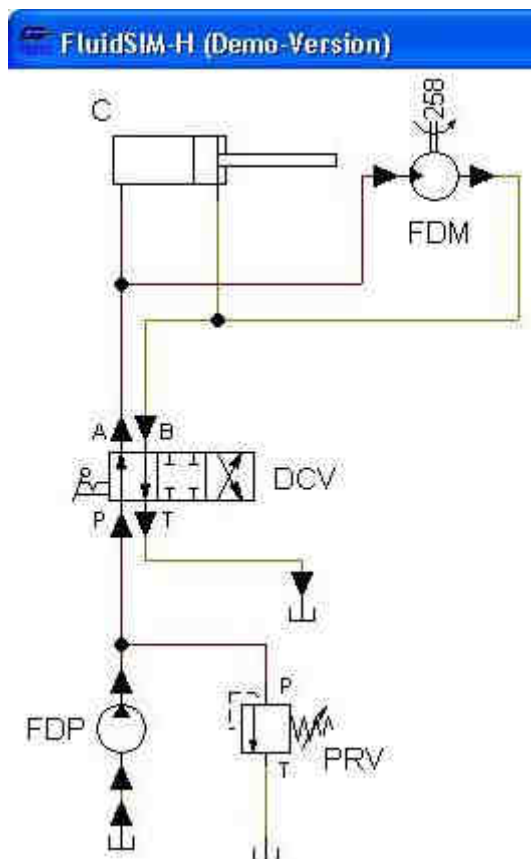 FluidSIM-H (Demo-Version)
C
258
FDM
A
B
DCV
P
T
FDP
P
PRV
T